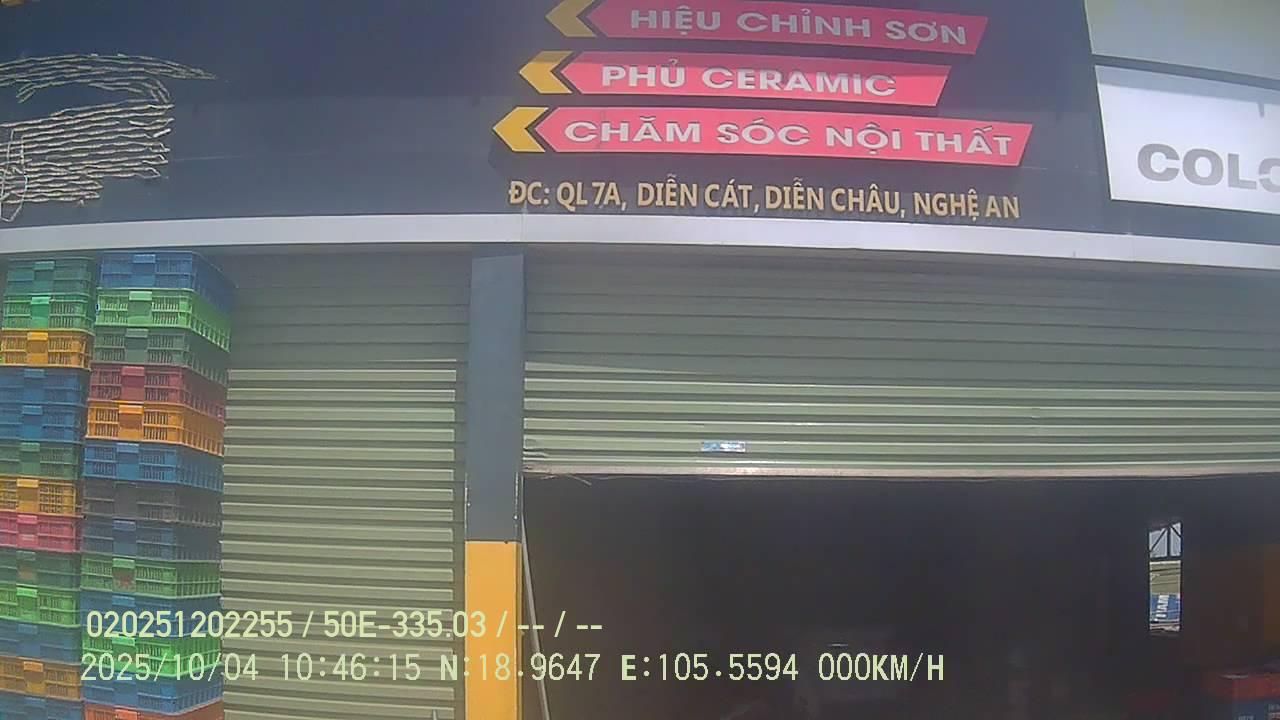 HIỆU CHỈNH SƠN
PHỦ CERAMIC
CHĂM SÓC NỘI THẤT
ĐC: QL 7A, DIỄN CÁT, DIỄN CHÂU, NGHỆ AN
020251202255 / 50E-335.03 / -- / --
2025/10/04 10:46:15 N:18.9647 E:105.5594 000KM/H